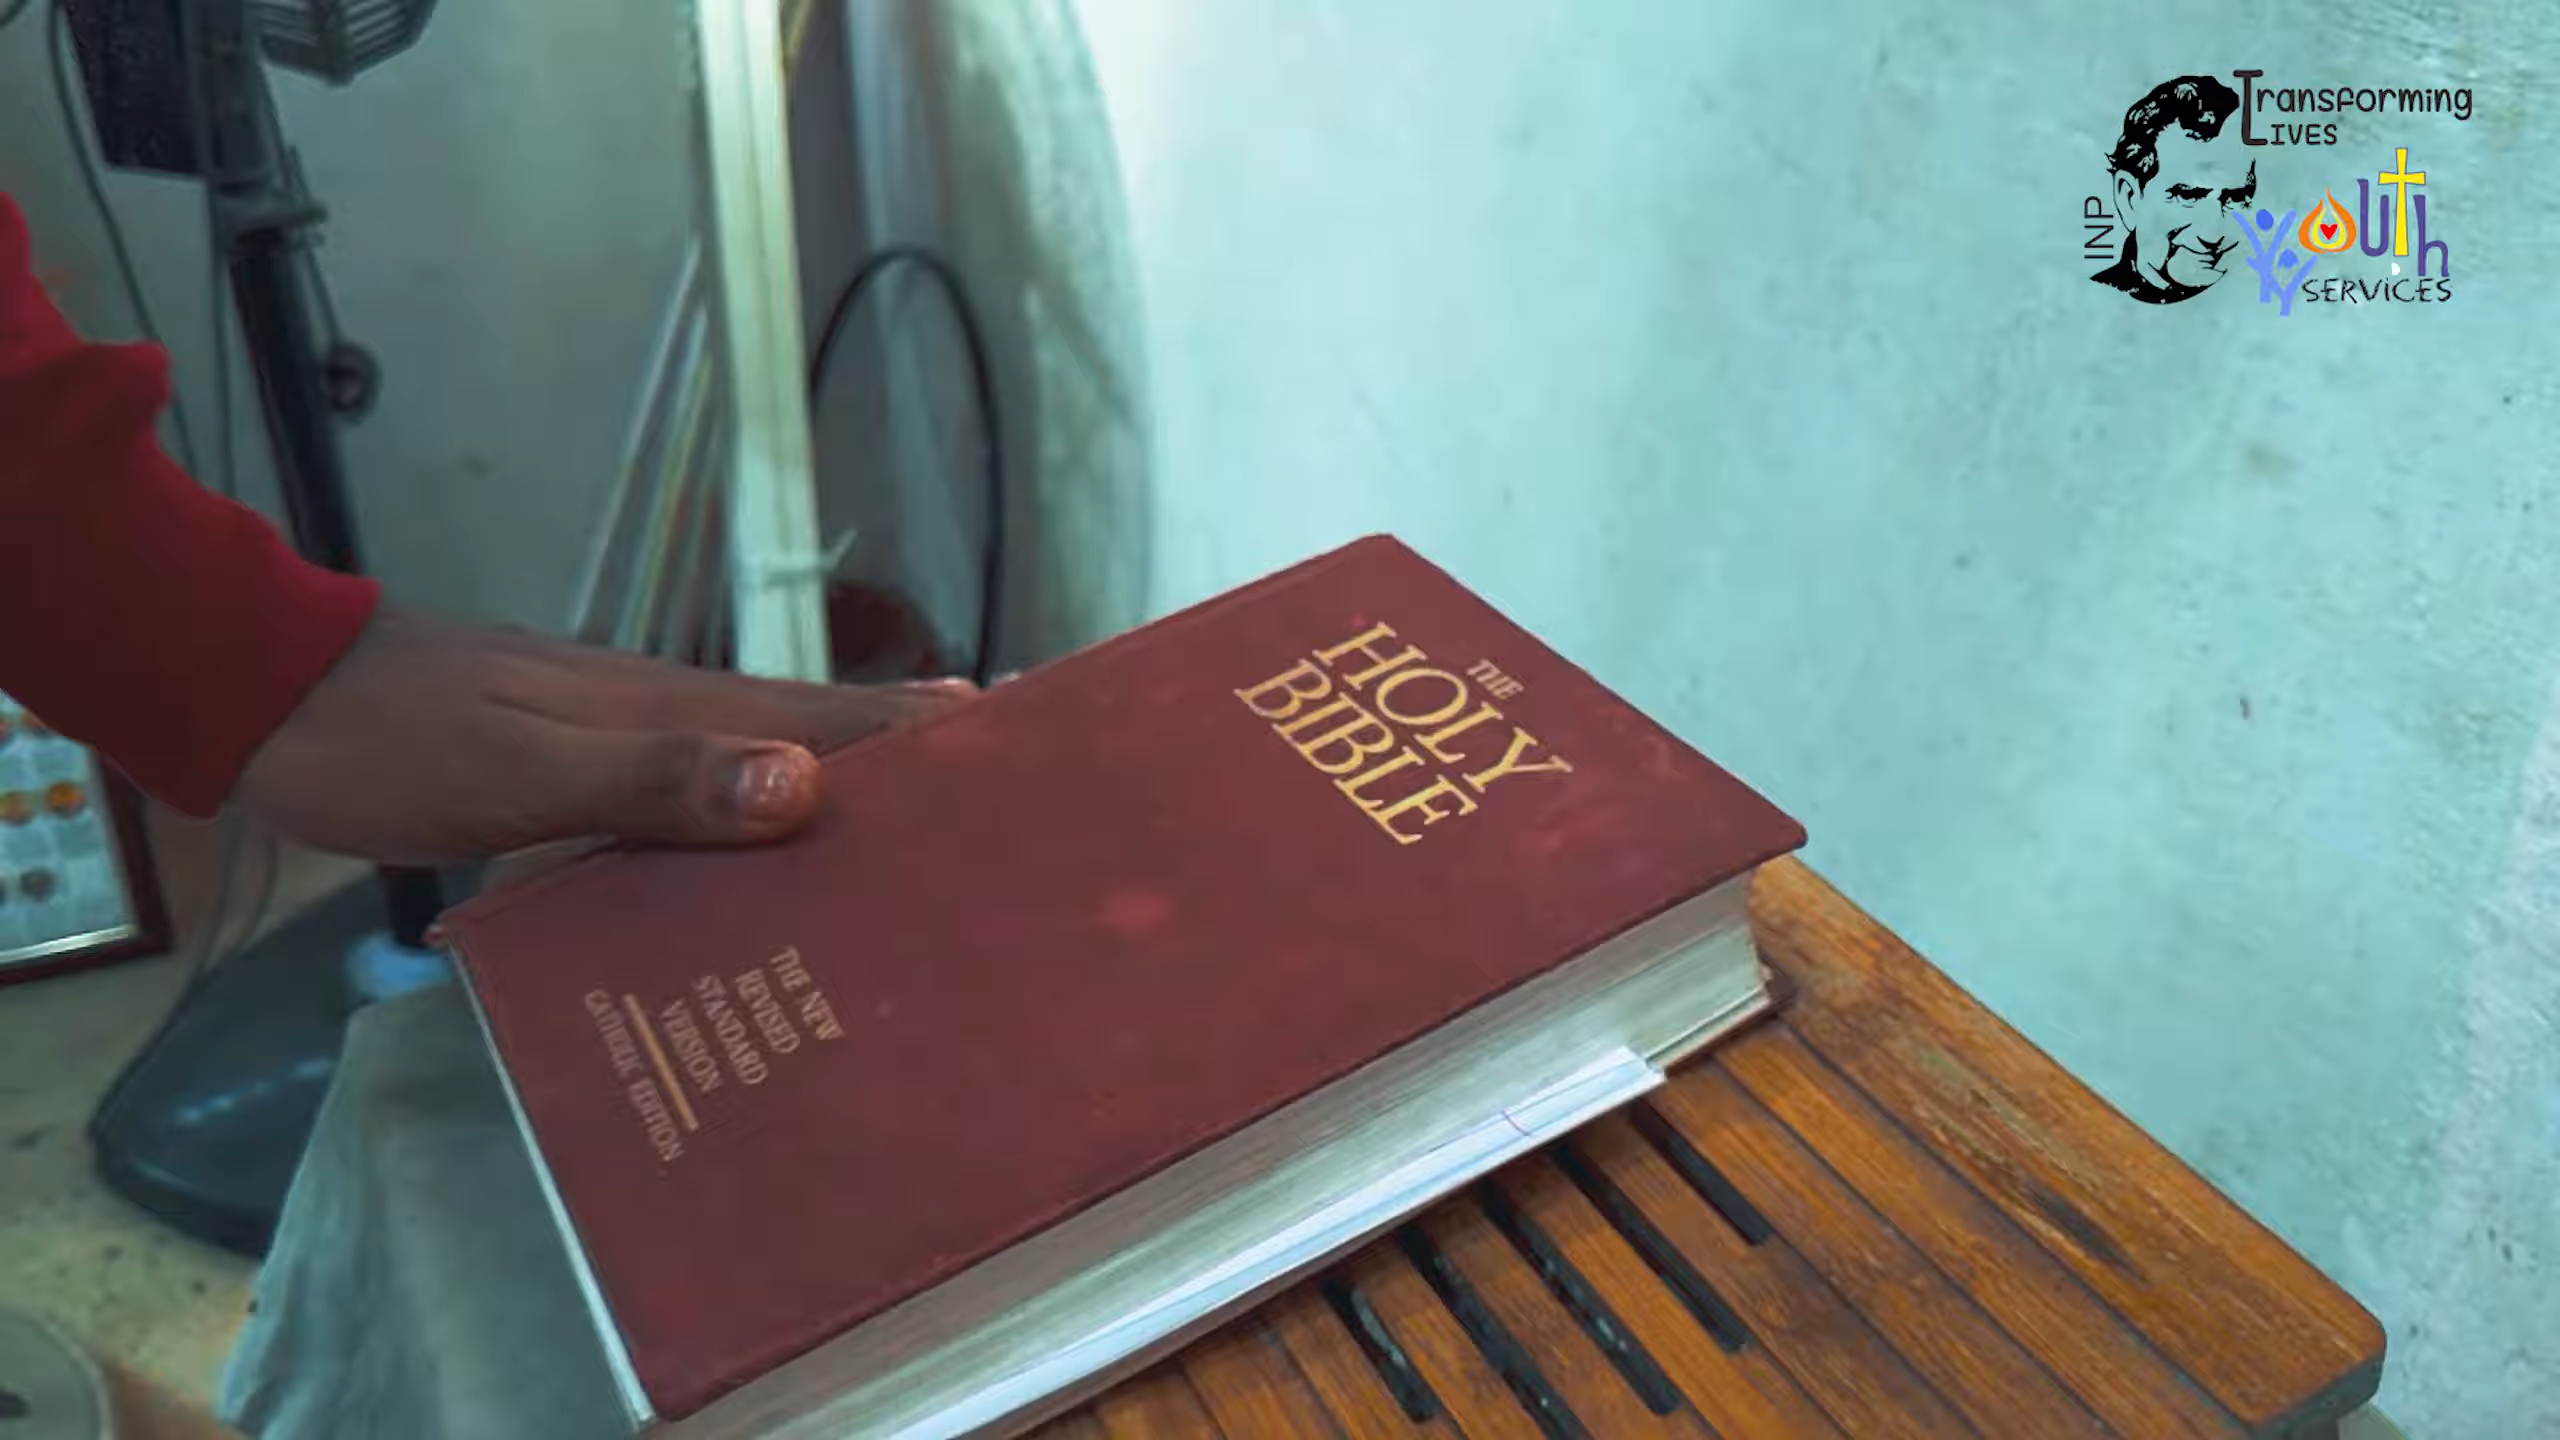 THE
HOLY
BIBLE
THE NEW
REVISED
STANDARD
VERSION
CATHOLIC EDITION
Transforming
LIVES
INP
YOUTh
SERViCES